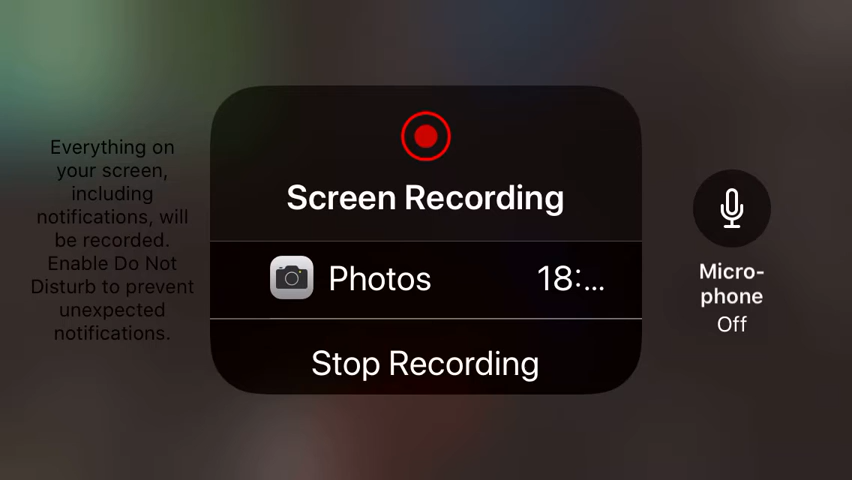 Everything on
your screen,
including
notifications, will
be recorded.
Enable Do Not
Disturb to prevent
unexpected
notifications.
Screen Recording
Photos 18:...
Stop Recording
Micro-
phone
Off